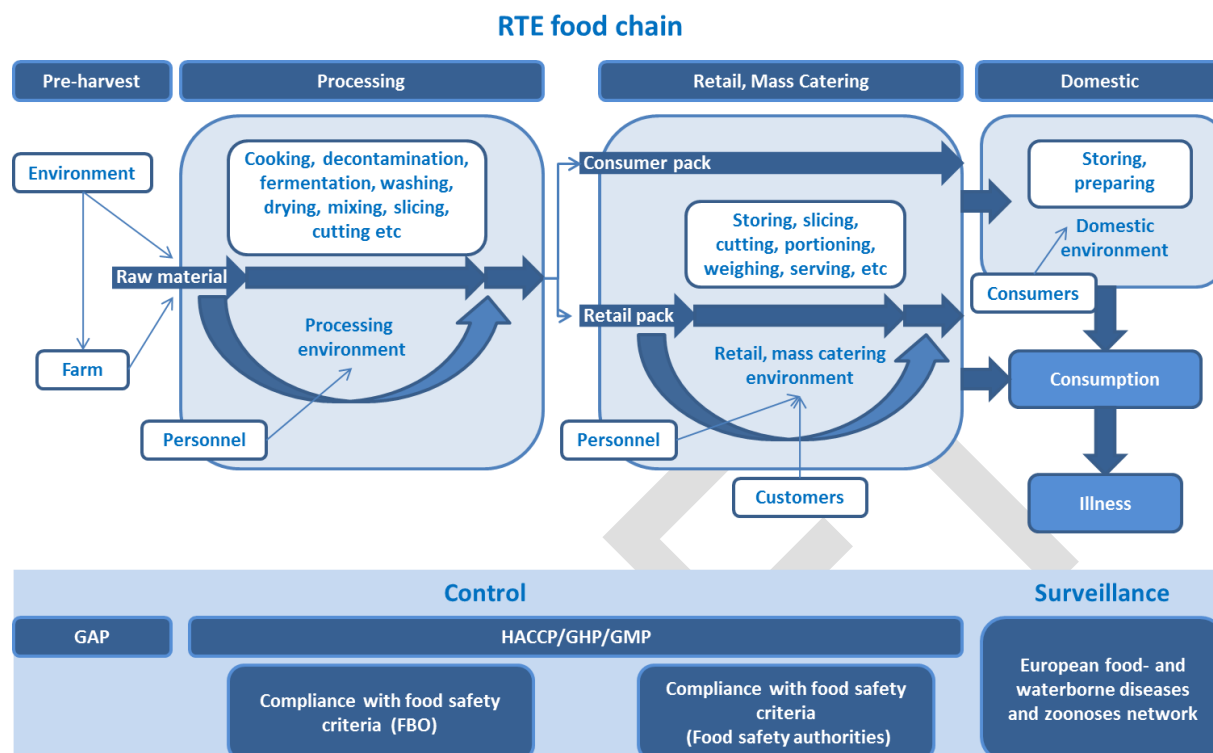 RTE food chain
Pre-harvest
Processing
Retail, Mass Catering
Domestic
Environment
Cooking, decontamination,
fermentation, washing,
drying, mixing, slicing,
cutting etc
Raw material
Processing
environment
Farm
Personnel
Consumer pack
Storing, slicing,
cutting, portioning,
weighing, serving, etc
Retail pack
Retail, mass catering
environment
Personnel
Customers
Storing,
preparing
Domestic
environment
Consumers
Consumption
Illness
Control
Surveillance
GAP
HACCP/GHP/GMP
Compliance with food safety
criteria (FBO)
Compliance with food safety
criteria
(Food safety authorities)
European food- and
waterborne diseases
and zoonoses network